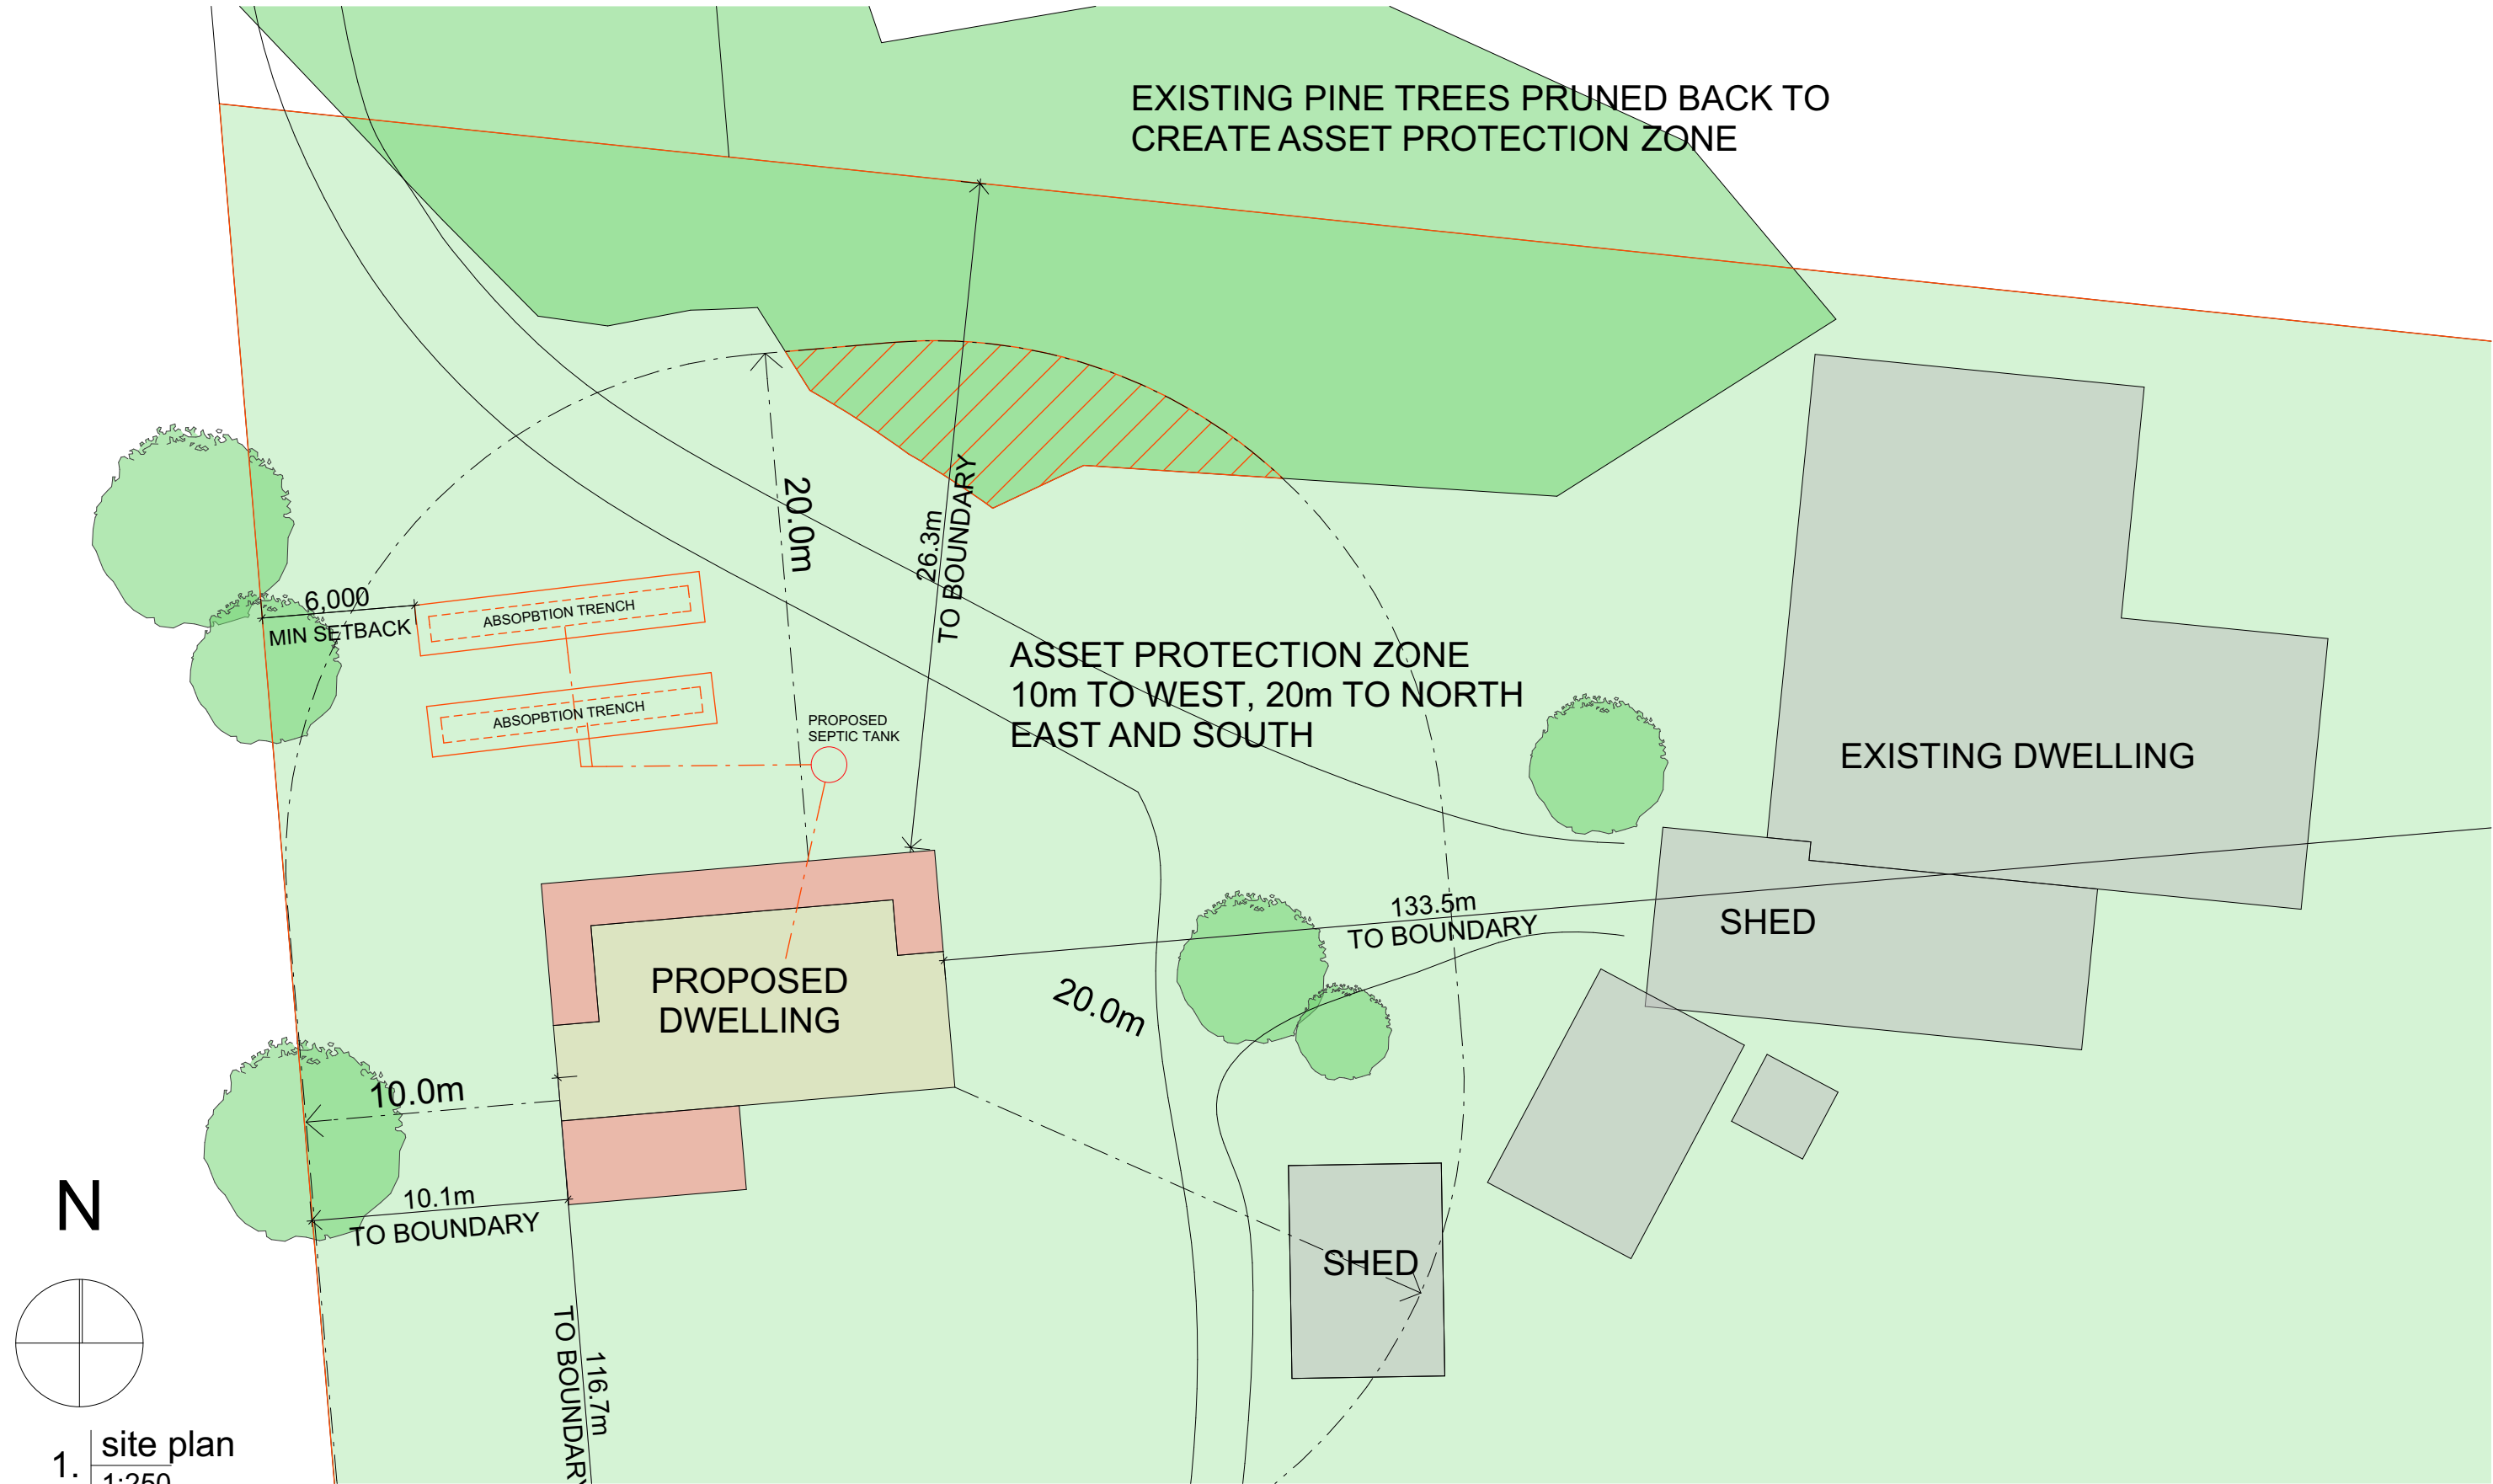 EXISTING PINE TREES PRUNED BACK TO
CREATE ASSET PROTECTION ZONE
20.0m
26.3m
TO BOUNDARY
6,000
MIN SETBACK
ABSOPBTION TRENCH
ABSOPBTION TRENCH
PROPOSED
SEPTIC TANK
ASSET PROTECTION ZONE
10m TO WEST, 20m TO NORTH
EAST AND SOUTH
EXISTING DWELLING
SHED
133.5m
TO BOUNDARY
PROPOSED
DWELLING
20.0m
10.0m
10.1m
TO BOUNDARY
SHED
N
116.7m
TO BOUNDARY
1.
site plan
1:250